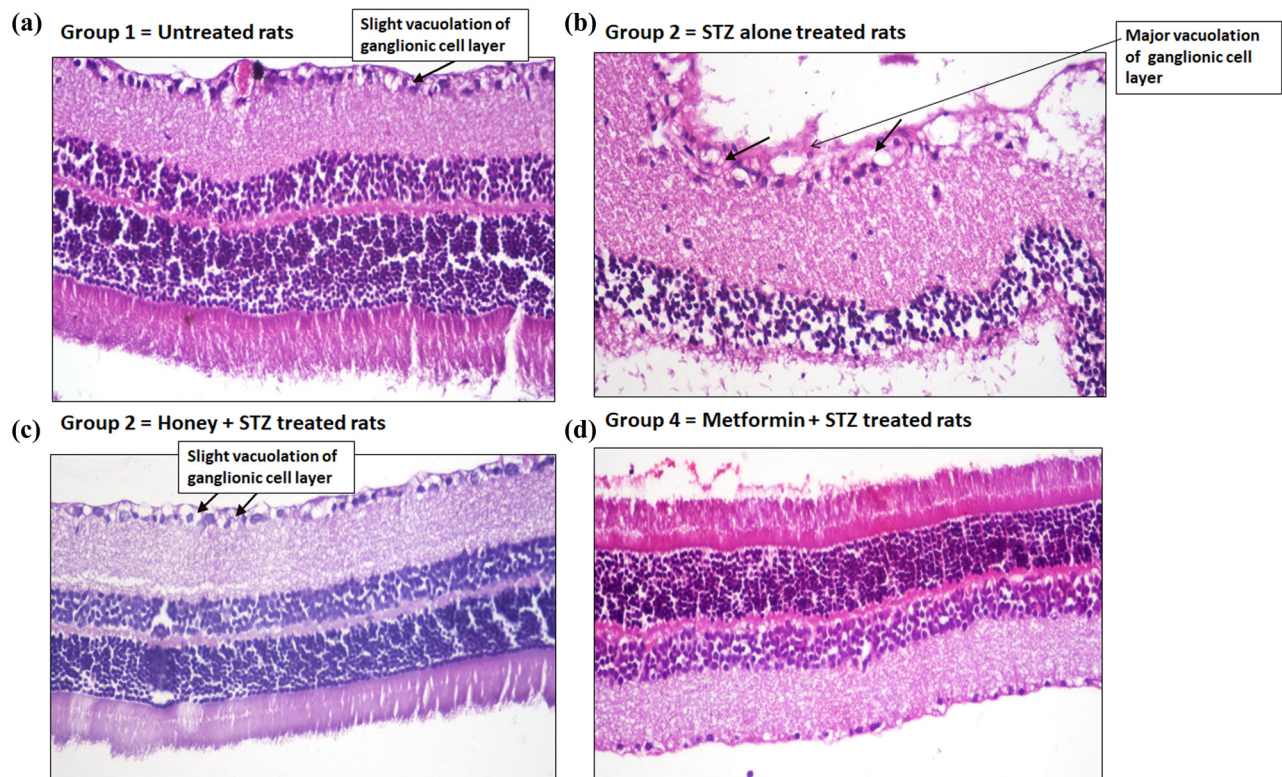 (a)
Group 1 = Untreated rats
Slight vacuolation of
ganglionic cell layer
(b)
Group 2 = STZ alone treated rats
Major vacuolation
of ganglionic cell
layer
(c)
Group 2 = Honey + STZ treated rats
Slight vacuolation of
ganglionic cell layer
(d)
Group 4 = Metformin + STZ treated rats